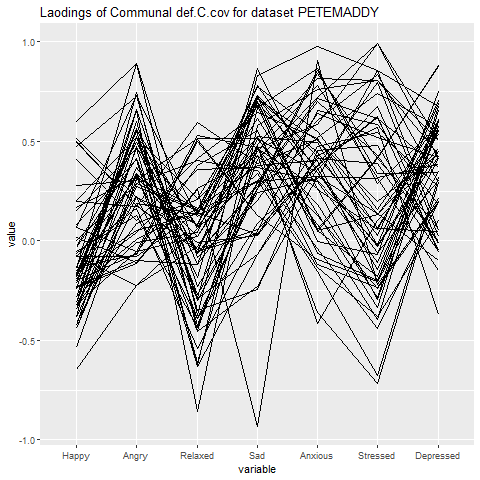 Laodings of Communal def.C.cov for dataset PETEMADDY
1.0
0.5
0.0
-0.5
-1.0
value
Happy Angry Relaxed Sad Anxious Stressed Depressed
variable